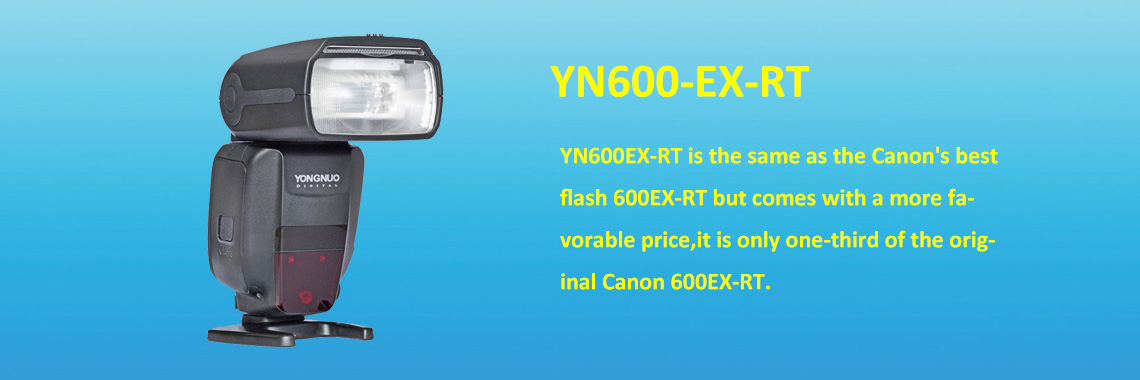 YN600-EX-RT
YONGNUO
DIGITAL
YN600EX-RT is the same as the Canon's best
flash 600EX-RT but comes with a more fa-
vorable price,it is only one-third of the orig-
inal Canon 600EX-RT.